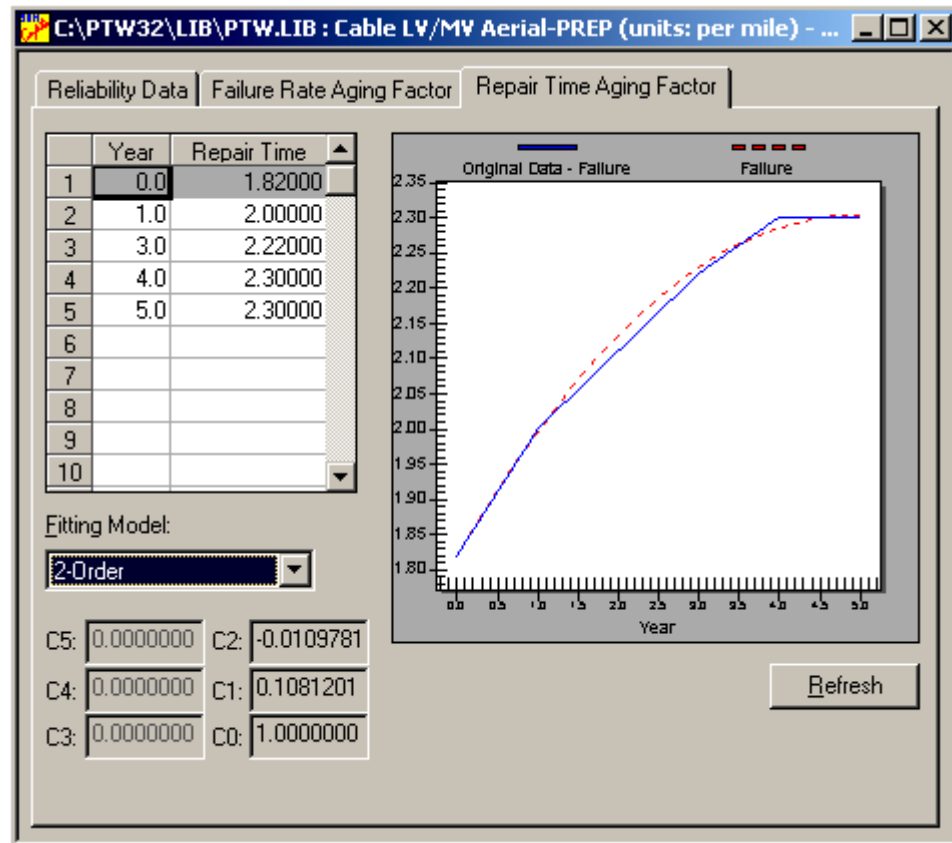 C:\PTW32\LIB\PTW.LIB : Cable LV/MV Aerial-PREP (units: per mile) - ...
Reliability Data
Failure Rate Aging Factor
Repair Time Aging Factor
Year Repair Time
1 0.0 1.82000
2 1.0 2.00000
3 3.0 2.22000
4 4.0 2.30000
5 5.0 2.30000
6
7
8
9
10
Fitting Model:
2-Order
C5: 0.0000000 C2: -0.0109781
C4: 0.0000000 C1: 0.1081201
C3: 0.0000000 C0: 1.0000000
Original Data - Failure
Failure
2.35
2.30
2.25
2.20
2.15
2.10
2.05
2.00
1.95
1.90
1.85
1.80
0.0 0.5 1.0 1.5 2.0 2.5 3.0 3.5 4.0 4.5 5.0
Year
Refresh